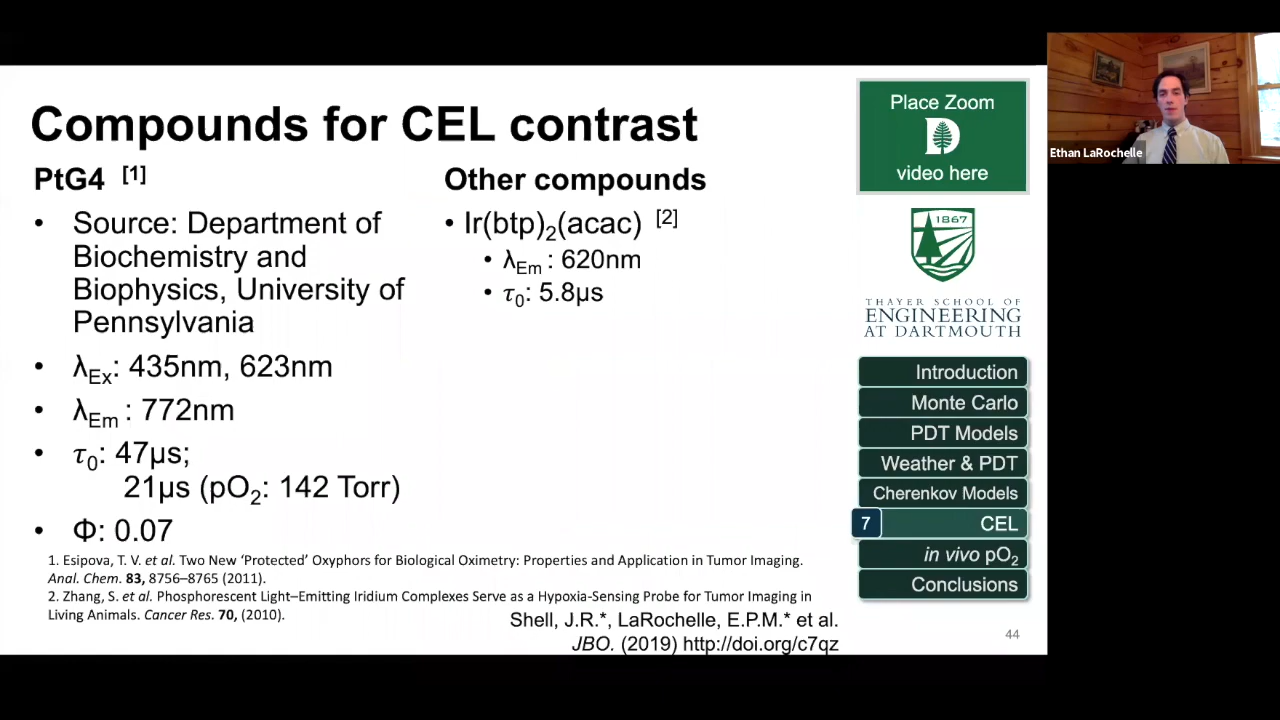 Compounds for CEL contrast
PtG4 [1]
• Source: Department of
Biochemistry and
Biophysics, University of
Pennsylvania
• λEx: 435nm, 623nm
• λEm : 772nm
• τ0: 47µs;
21µs (pO2: 142 Torr)
• Φ: 0.07
Other compounds
• Ir(btp)2(acac) [2]
• λEm : 620nm
• τ0: 5.8µs
1. Esipova, T. V. et al. Two New ‘Protected’ Oxyphors for Biological Oximetry: Properties and Application in Tumor Imaging.
Anal. Chem. 83, 8756–8765 (2011).
2. Zhang, S. et al. Phosphorescent Light–Emitting Iridium Complexes Serve as a Hypoxia-Sensing Probe for Tumor Imaging in
Living Animals. Cancer Res. 70, (2010).
Shell, J.R.*, LaRochelle, E.P.M.* et al.
JBO. (2019) http://doi.org/c7qz
Place Zoom
D
video here
1867
THAYER SCHOOL OF
ENGINEERING
AT DARTMOUTH
Introduction
Monte Carlo
PDT Models
Weather & PDT
Cherenkov Models
7 CEL
in vivo pO2
Conclusions
44
Ethan LaRochelle